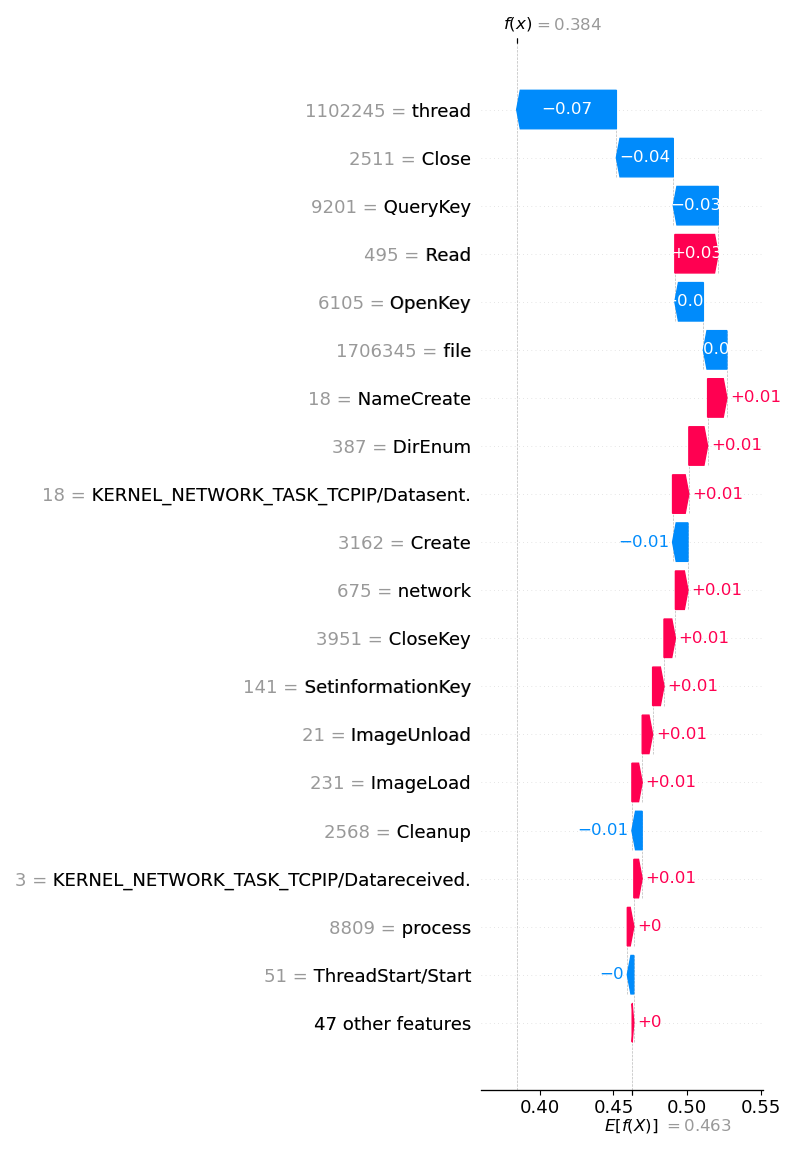 f(x) = 0.384
1102245 = thread −0.07
2511 = Close −0.04
9201 = QueryKey −0.03
495 = Read +0.03
6105 = OpenKey
1706345 = file
18 = NameCreate +0.01
387 = DirEnum +0.01
18 = KERNEL_NETWORK_TASK_TCPIP/Datasent. +0.01
3162 = Create −0.01
675 = network +0.01
3951 = CloseKey +0.01
141 = SetinformationKey +0.01
21 = ImageUnload +0.01
231 = ImageLoad +0.01
2568 = Cleanup −0.01
3 = KERNEL_NETWORK_TASK_TCPIP/Datareceived. +0.01
8809 = process +0
51 = ThreadStart/Start −0
47 other features +0
0.40 0.45 0.50 0.55
E[f(X)] = 0.463